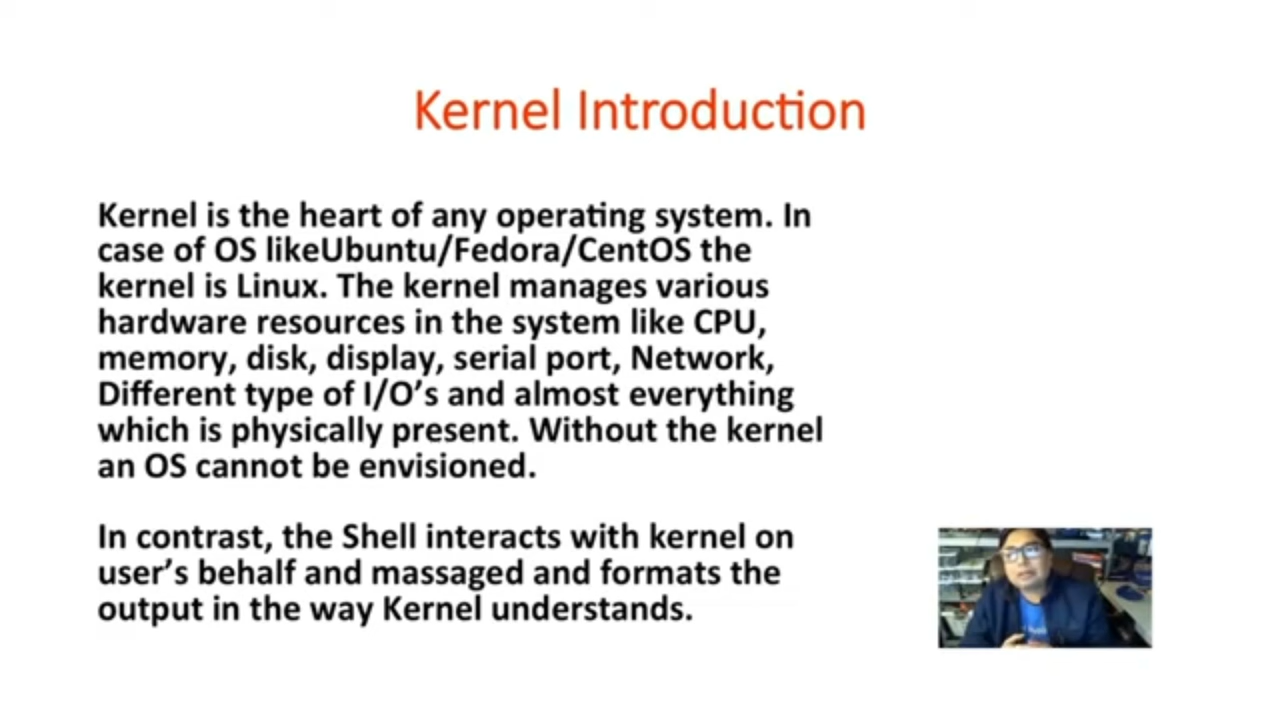 Kernel Introduction
Kernel is the heart of any operating system. In
case of OS likeUbuntu/Fedora/CentOS the
kernel is Linux. The kernel manages various
hardware resources in the system like CPU,
memory, disk, display, serial port, Network,
Different type of I/O’s and almost everything
which is physically present. Without the kernel
an OS cannot be envisioned.
In contrast, the Shell interacts with kernel on
user’s behalf and massaged and formats the
output in the way Kernel understands.